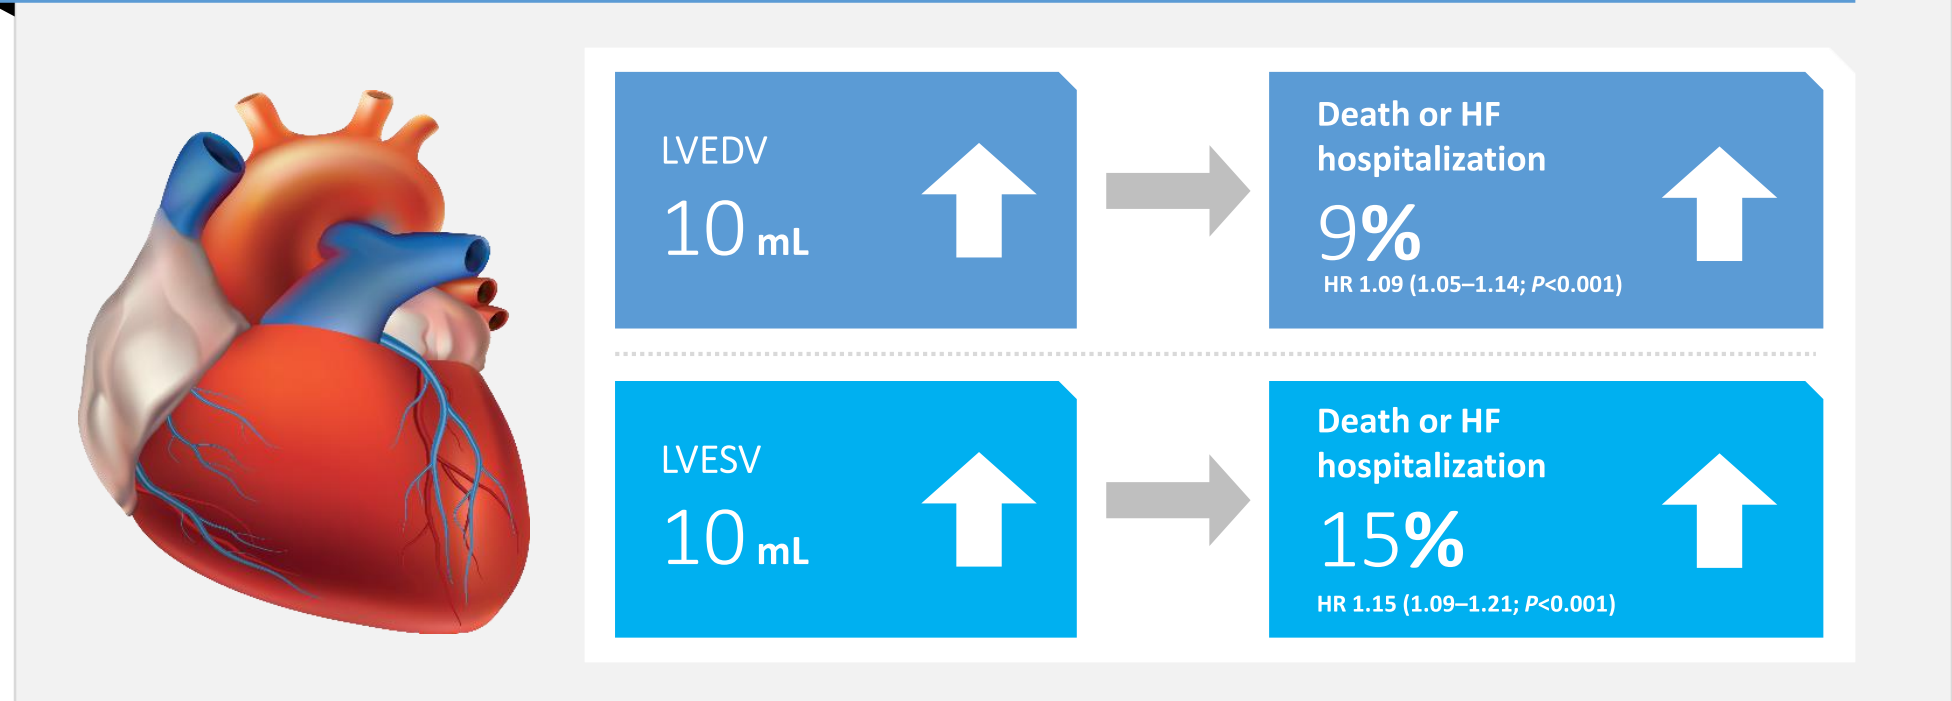 LVEDV
10 mL
Death or HF
hospitalization
9%
HR 1.09 (1.05–1.14; P<0.001)
LVESV
10 mL
Death or HF
hospitalization
15%
HR 1.15 (1.09–1.21; P<0.001)